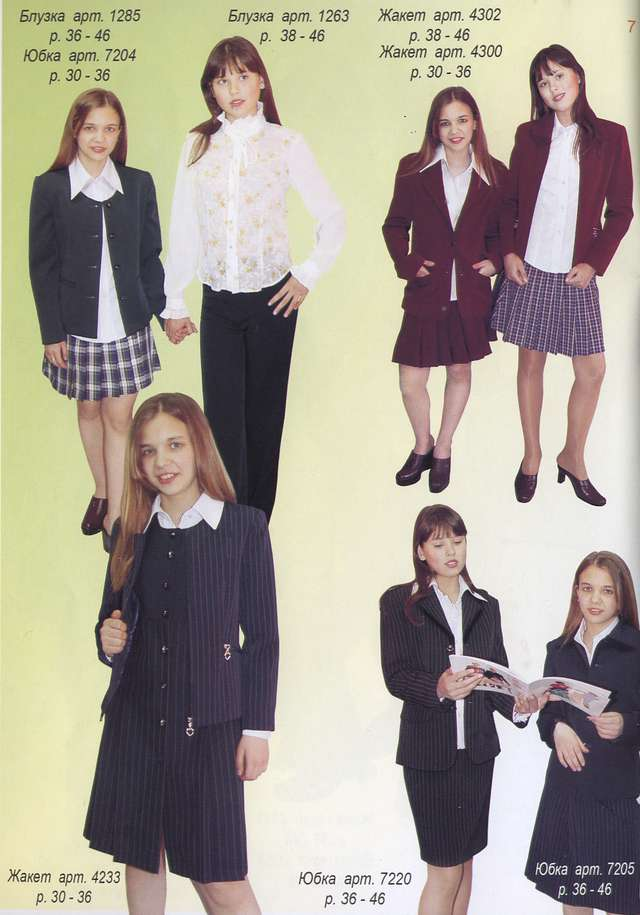 Блузка арт. 1285
р. 36 - 46
Юбка арт. 7204
р. 30 - 36
Блузка арт. 1263
р. 38 - 46
Жакет арт. 4302
р. 38 - 46
Жакет арт. 4300
р. 30 - 36
7
Жакет арт. 4233
р. 30 - 36
Юбка арт. 7220
р. 36 - 46
Юбка арт. 7205
р. 30 - 36